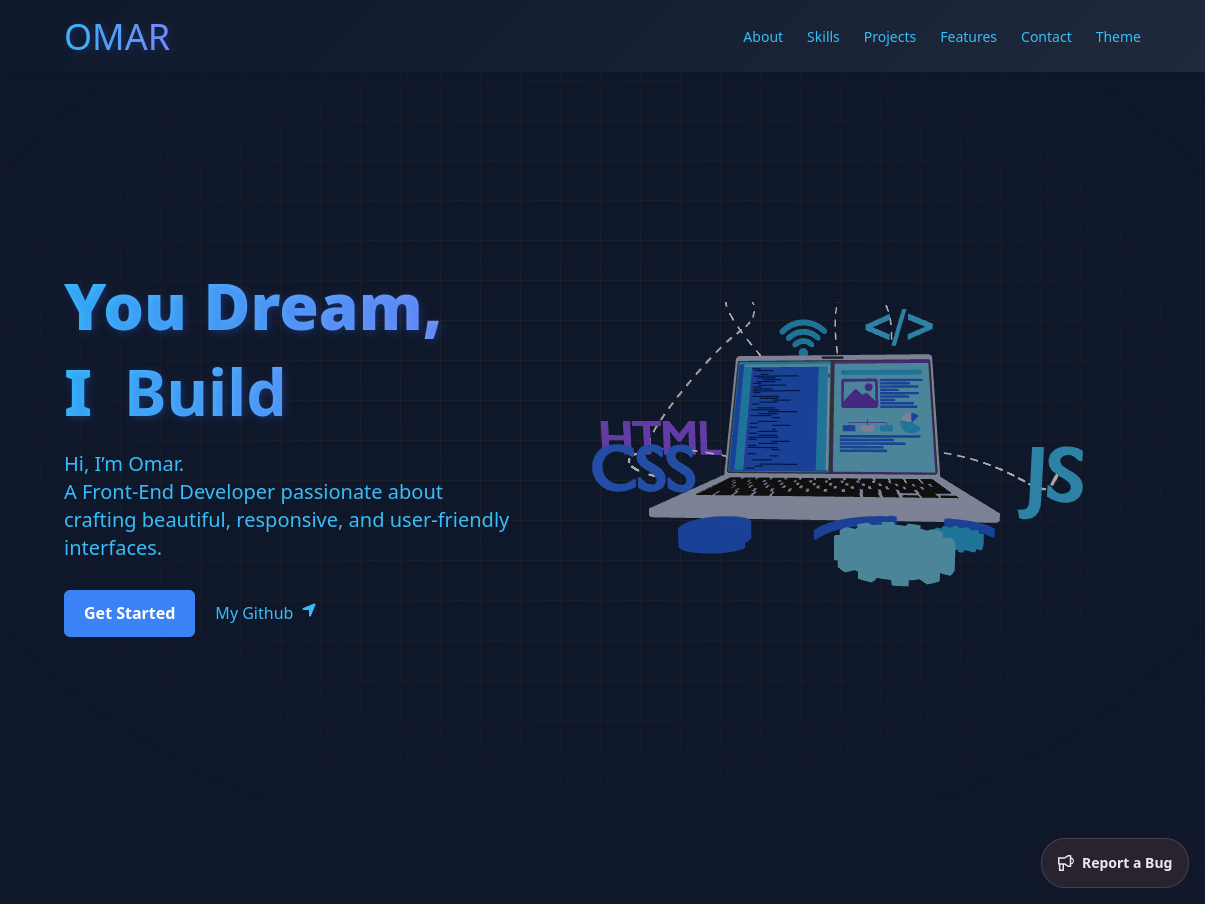 OMAR
About Skills Projects Features Contact Theme
You Dream,
I Build
Hi, I’m Omar.
A Front-End Developer passionate about
crafting beautiful, responsive, and user-friendly
interfaces.
Get Started My Github
</>
HTML
CSS
JS
Report a Bug